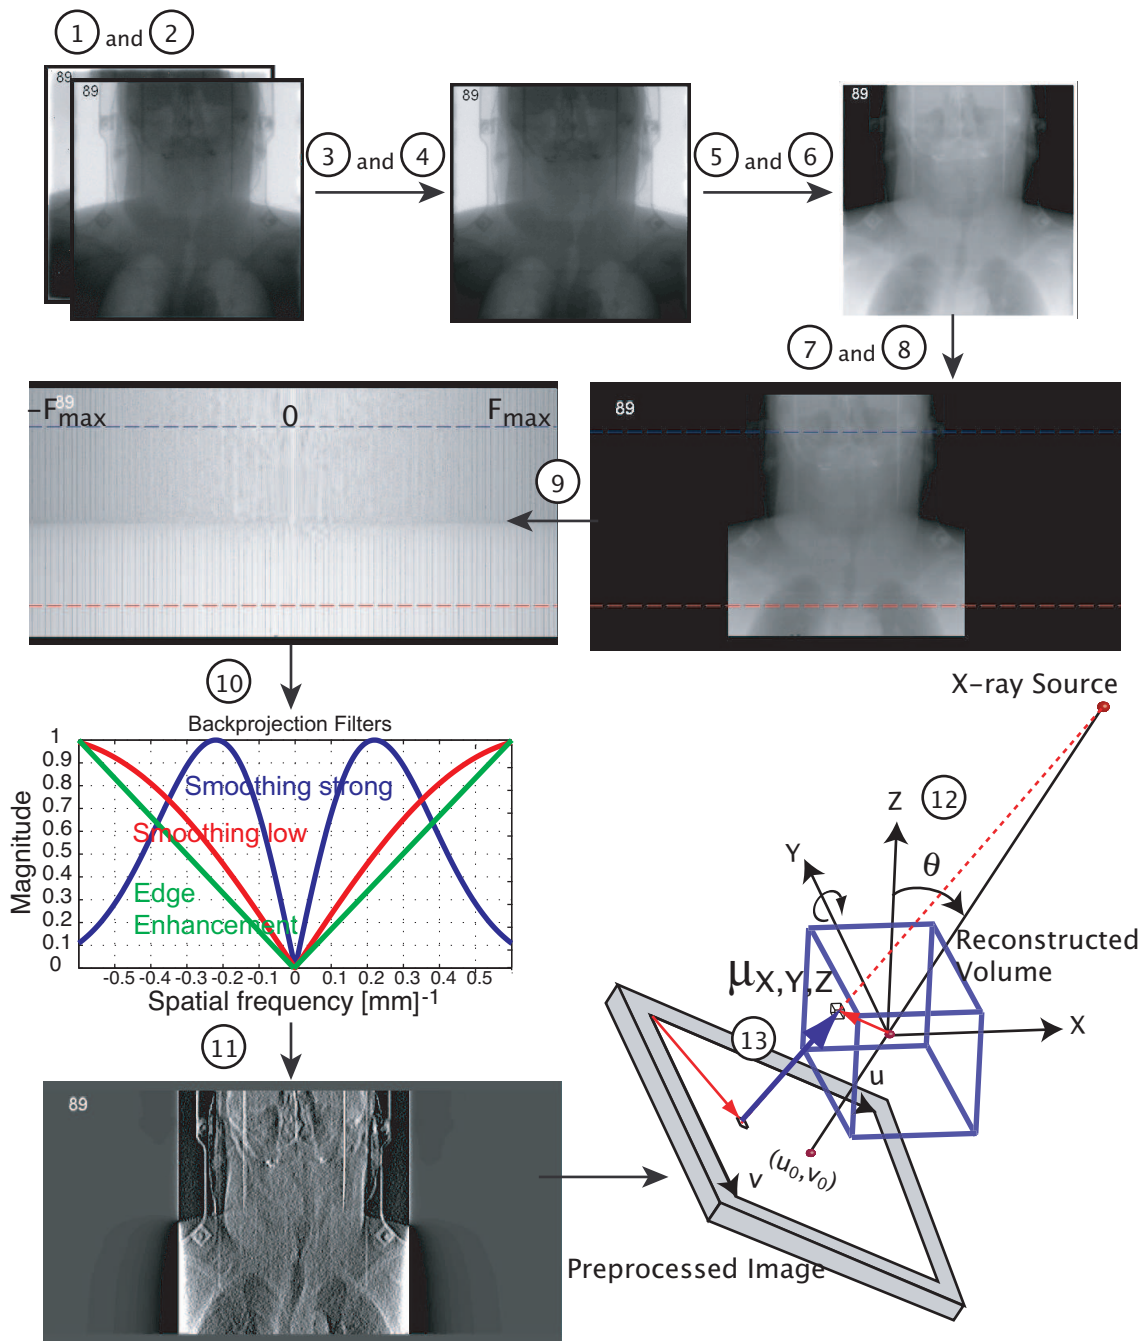 1 and 2
89
89
3 and 4
89
5 and 6
89
7 and 8
-Fmax
89
0
Fmax
89
9
10
Backprojection Filters
Magnitude
1
0.9
0.8
0.7
0.6
0.5
0.4
0.3
0.2
0.1
0
Smoothing strong
Smoothing low
Edge
Enhancement
-0.5 -0.4 -0.3 -0.2 -0.1 0 0.1 0.2 0.3 0.4 0.5
Spatial frequency [mm]-1
11
89
X-ray Source
Z
12
Y
θ
Reconstructed
Volume
μX,Y,Z
X
13
u
(u0,v0)
v
Preprocessed Image